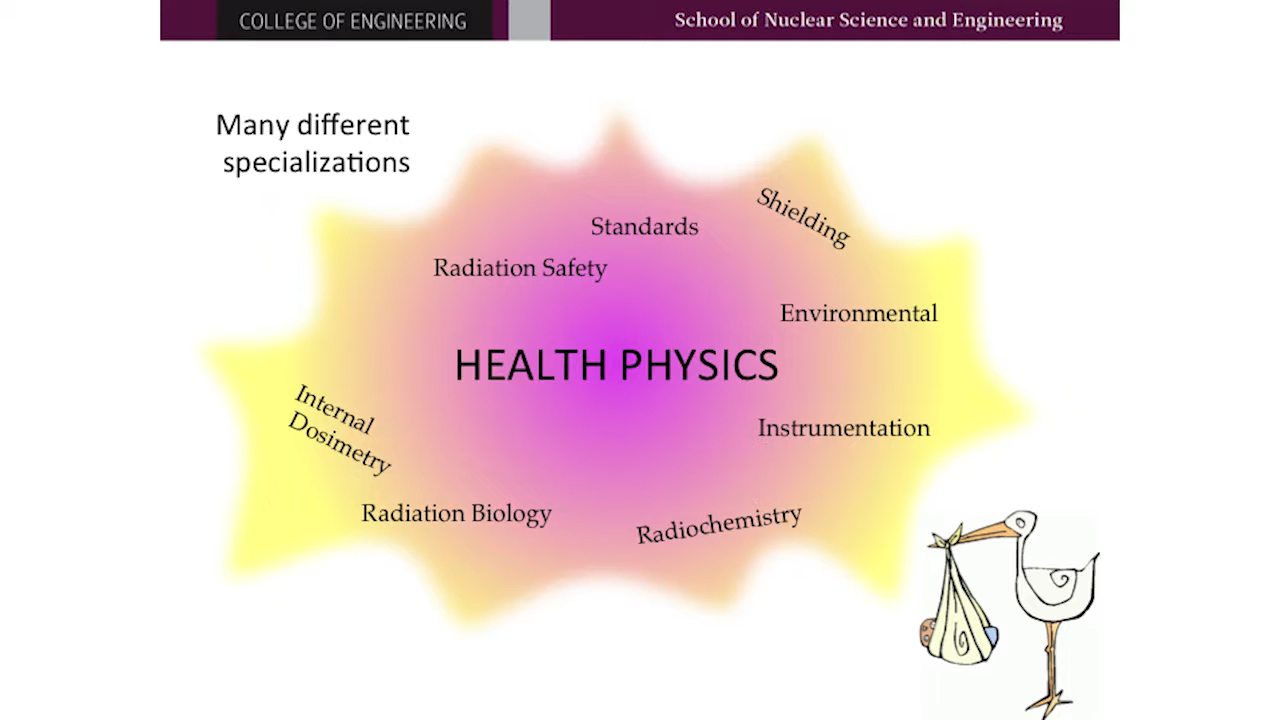 COLLEGE OF ENGINEERING
School of Nuclear Science and Engineering
Many different
specializations
Standards
Shielding
Radiation Safety
Environmental
HEALTH PHYSICS
Internal
Dosimetry
Instrumentation
Radiation Biology
Radiochemistry